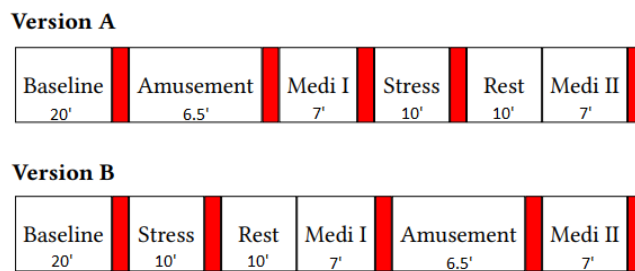 Version A
Baseline Amusement Medi I Stress Rest Medi II
20' 6.5' 7' 10' 10' 7'
Version B
Baseline Stress Rest Medi I Amusement Medi II
20' 10' 10' 7' 6.5' 7'